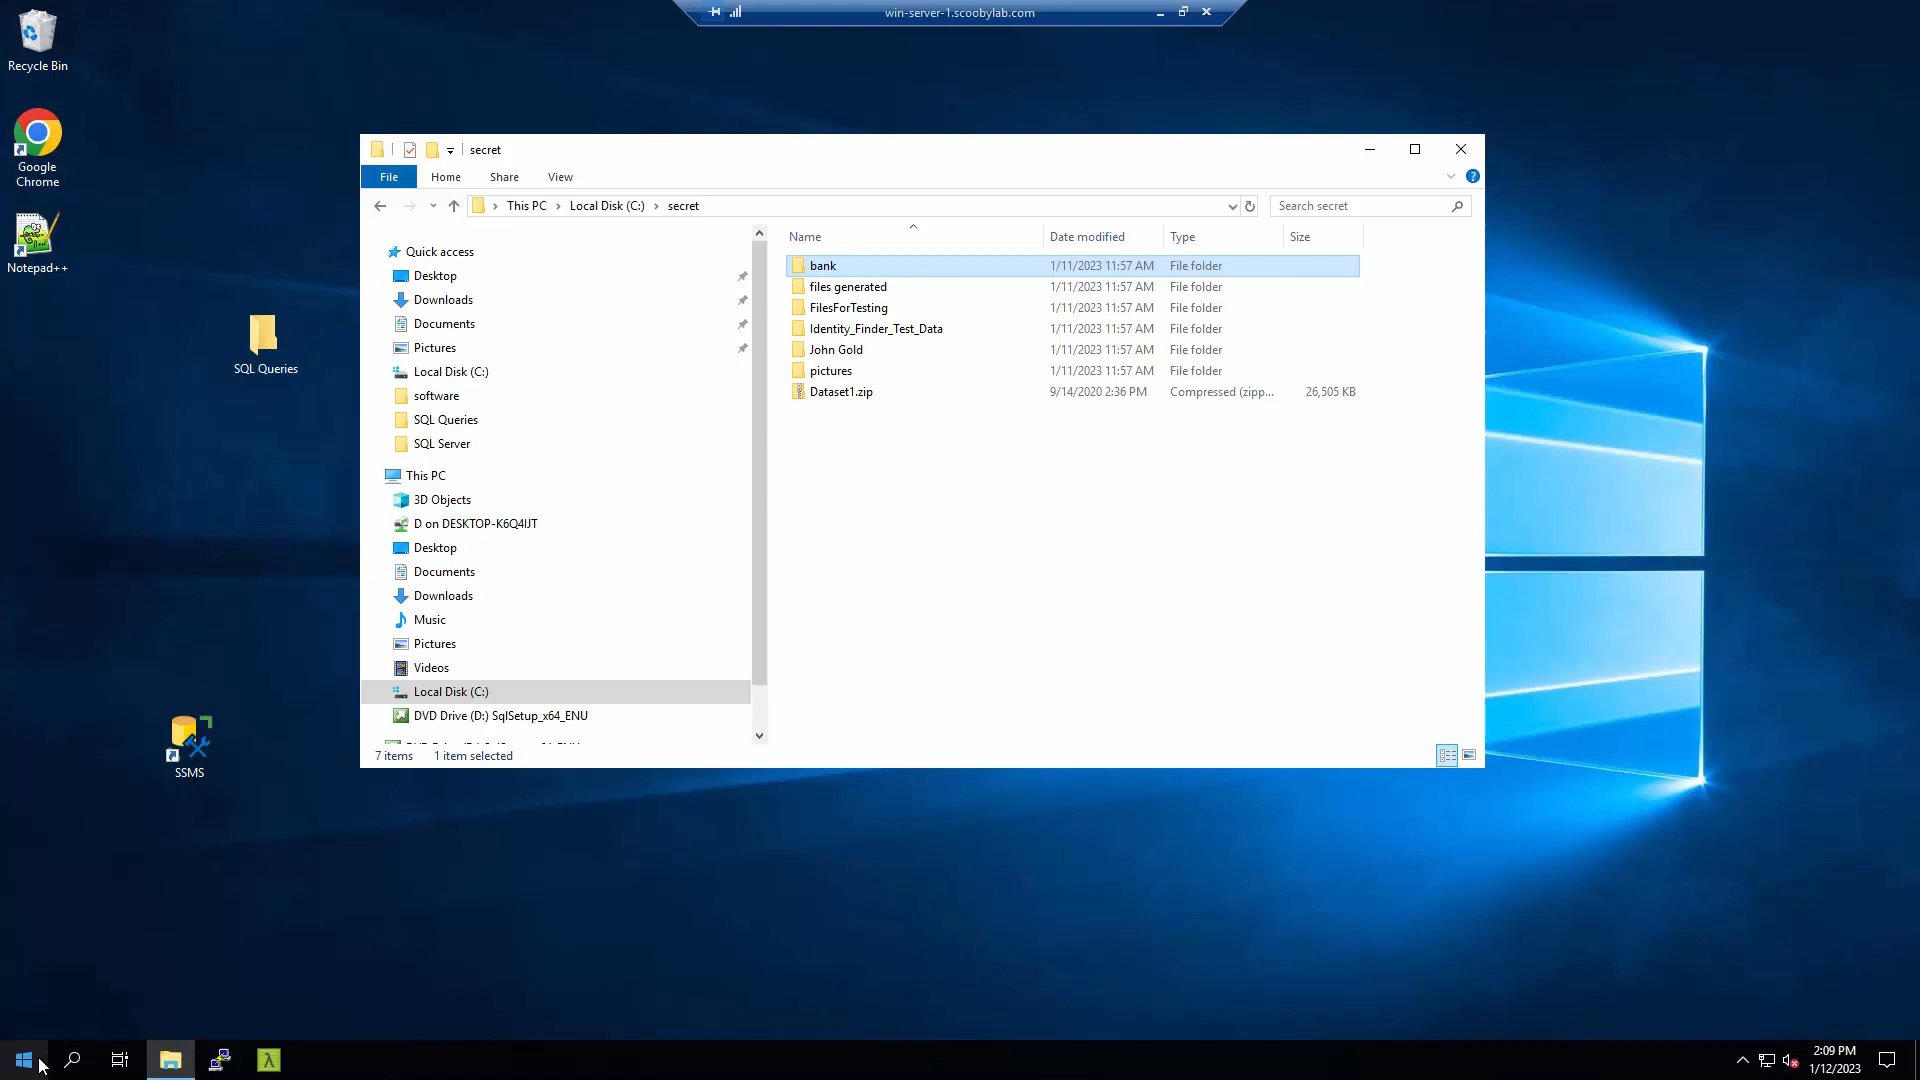 win-server-1.scoobylab.com
Recycle Bin
Google
Chrome
Notepad++
SQL Queries
SSMS
secret
File Home Share View
This PC Local Disk (C:) secret
Search secret
Quick access
Desktop
Downloads
Documents
Pictures
Local Disk (C:)
software
SQL Queries
SQL Server
This PC
3D Objects
D on DESKTOP-K6Q4IJT
Desktop
Documents
Downloads
Music
Pictures
Videos
Local Disk (C:)
DVD Drive (D:) SqlSetup_x64_ENU
Name Date modified Type Size
bank 1/11/2023 11:57 AM File folder
files generated 1/11/2023 11:57 AM File folder
FilesForTesting 1/11/2023 11:57 AM File folder
Identity_Finder_Test_Data 1/11/2023 11:57 AM File folder
John Gold 1/11/2023 11:57 AM File folder
pictures 1/11/2023 11:57 AM File folder
Dataset1.zip 9/14/2020 2:36 PM Compressed (zipp... 26,505 KB
7 items 1 item selected
2:09 PM
1/12/2023